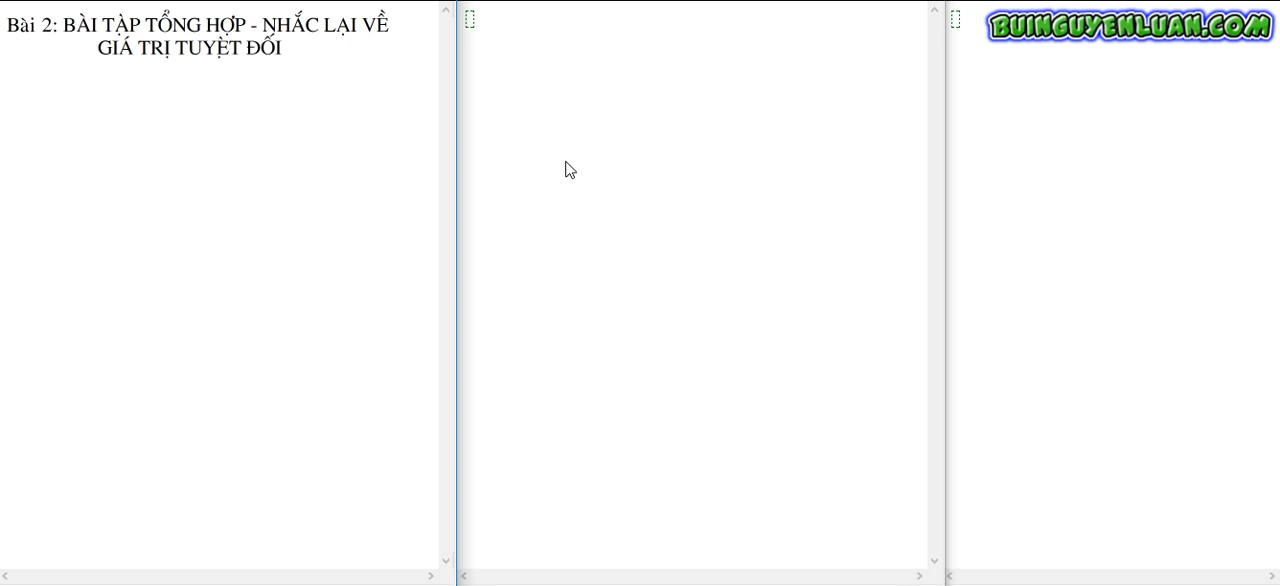 Bài 2: BÀI TẬP TỔNG HỢP - NHẮC LẠI VỀ
GIÁ TRỊ TUYỆT ĐỐI
BUINGUYENLUAN.COM